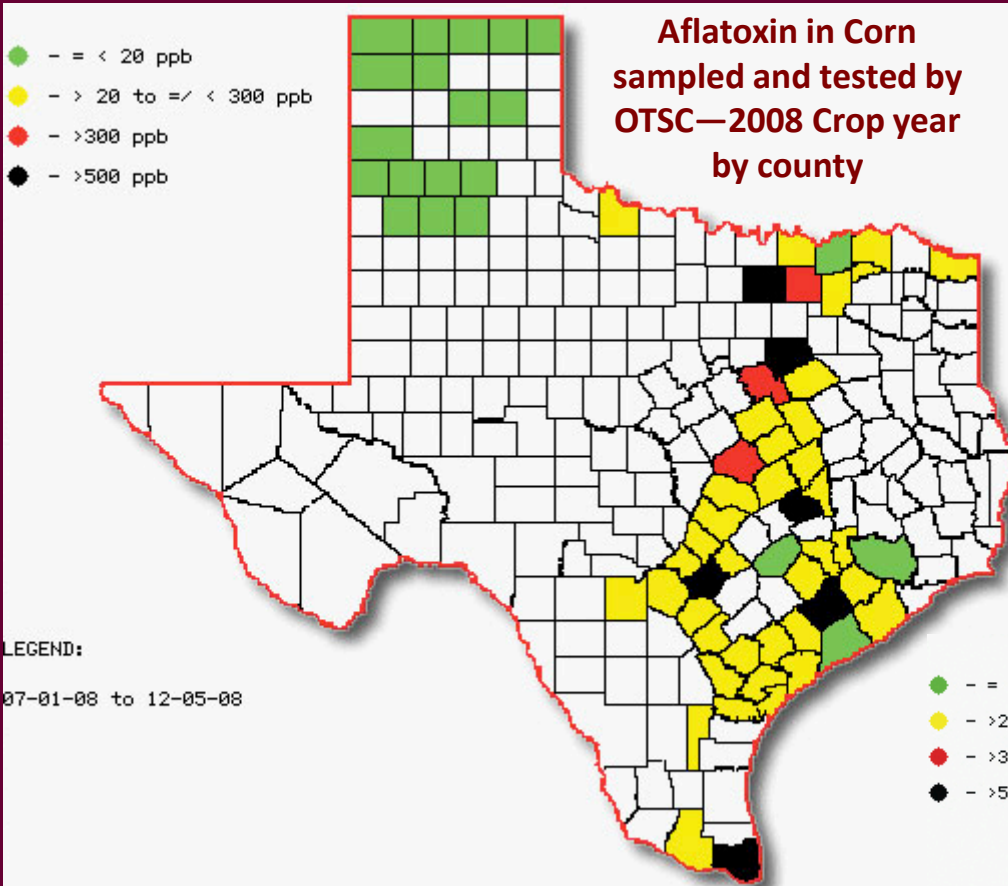 Aflatoxin in Corn
sampled and tested by
OTSC—2008 Crop year
by county
- = < 20 ppb
- > 20 to =/ < 300 ppb
- >300 ppb
- >500 ppb
LEGEND:
07-01-08 to 12-05-08
- =
- >2
- >3
- >5